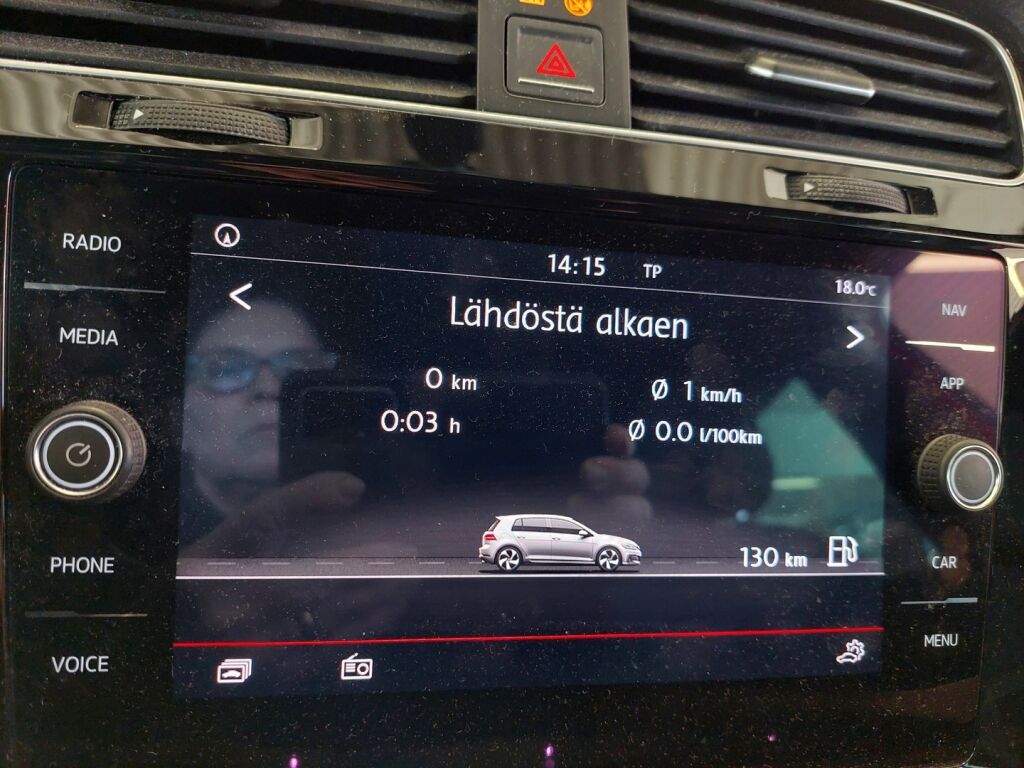 RADIO
MEDIA
PHONE
VOICE
14:15 TP
18.0°C
Lähdöstä alkaen
0 km
Ø 1 km/h
0:03 h
Ø 0.0 l/100km
130 km
NAV
APP
CAR
MENU